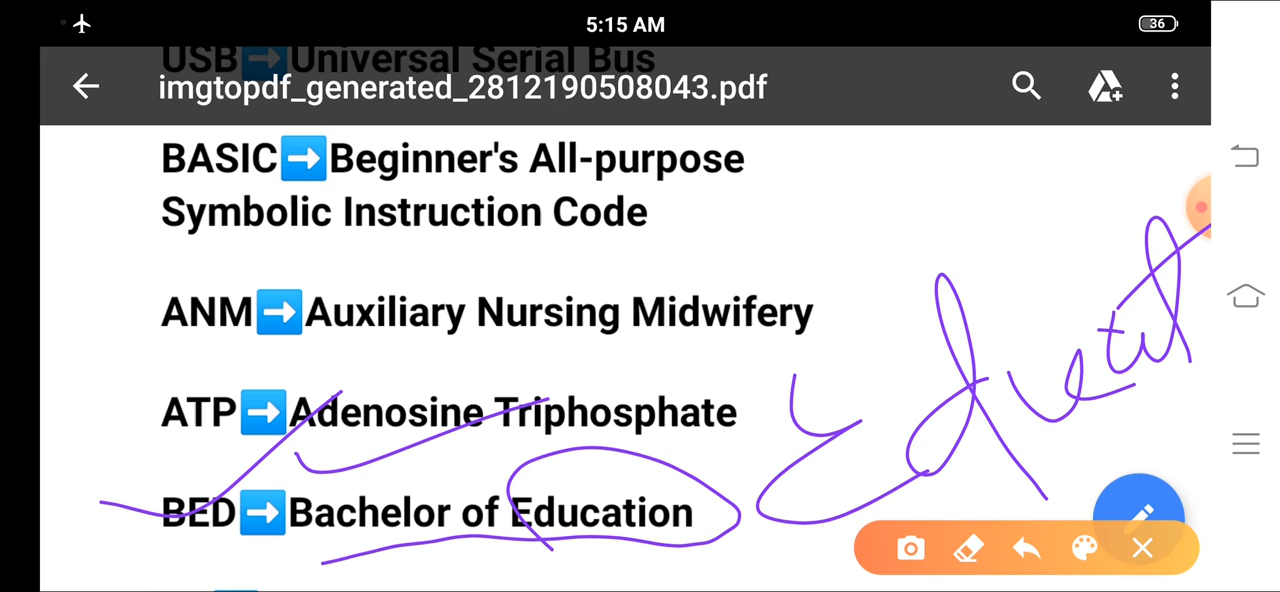 5:15 AM
36
USB➡Universal Serial Bus
imgtopdf_generated_2812190508043.pdf
BASIC➡Beginner's All-purpose
Symbolic Instruction Code
ANM➡Auxiliary Nursing Midwifery
ATP➡Adenosine Triphosphate
BED➡Bachelor of Education